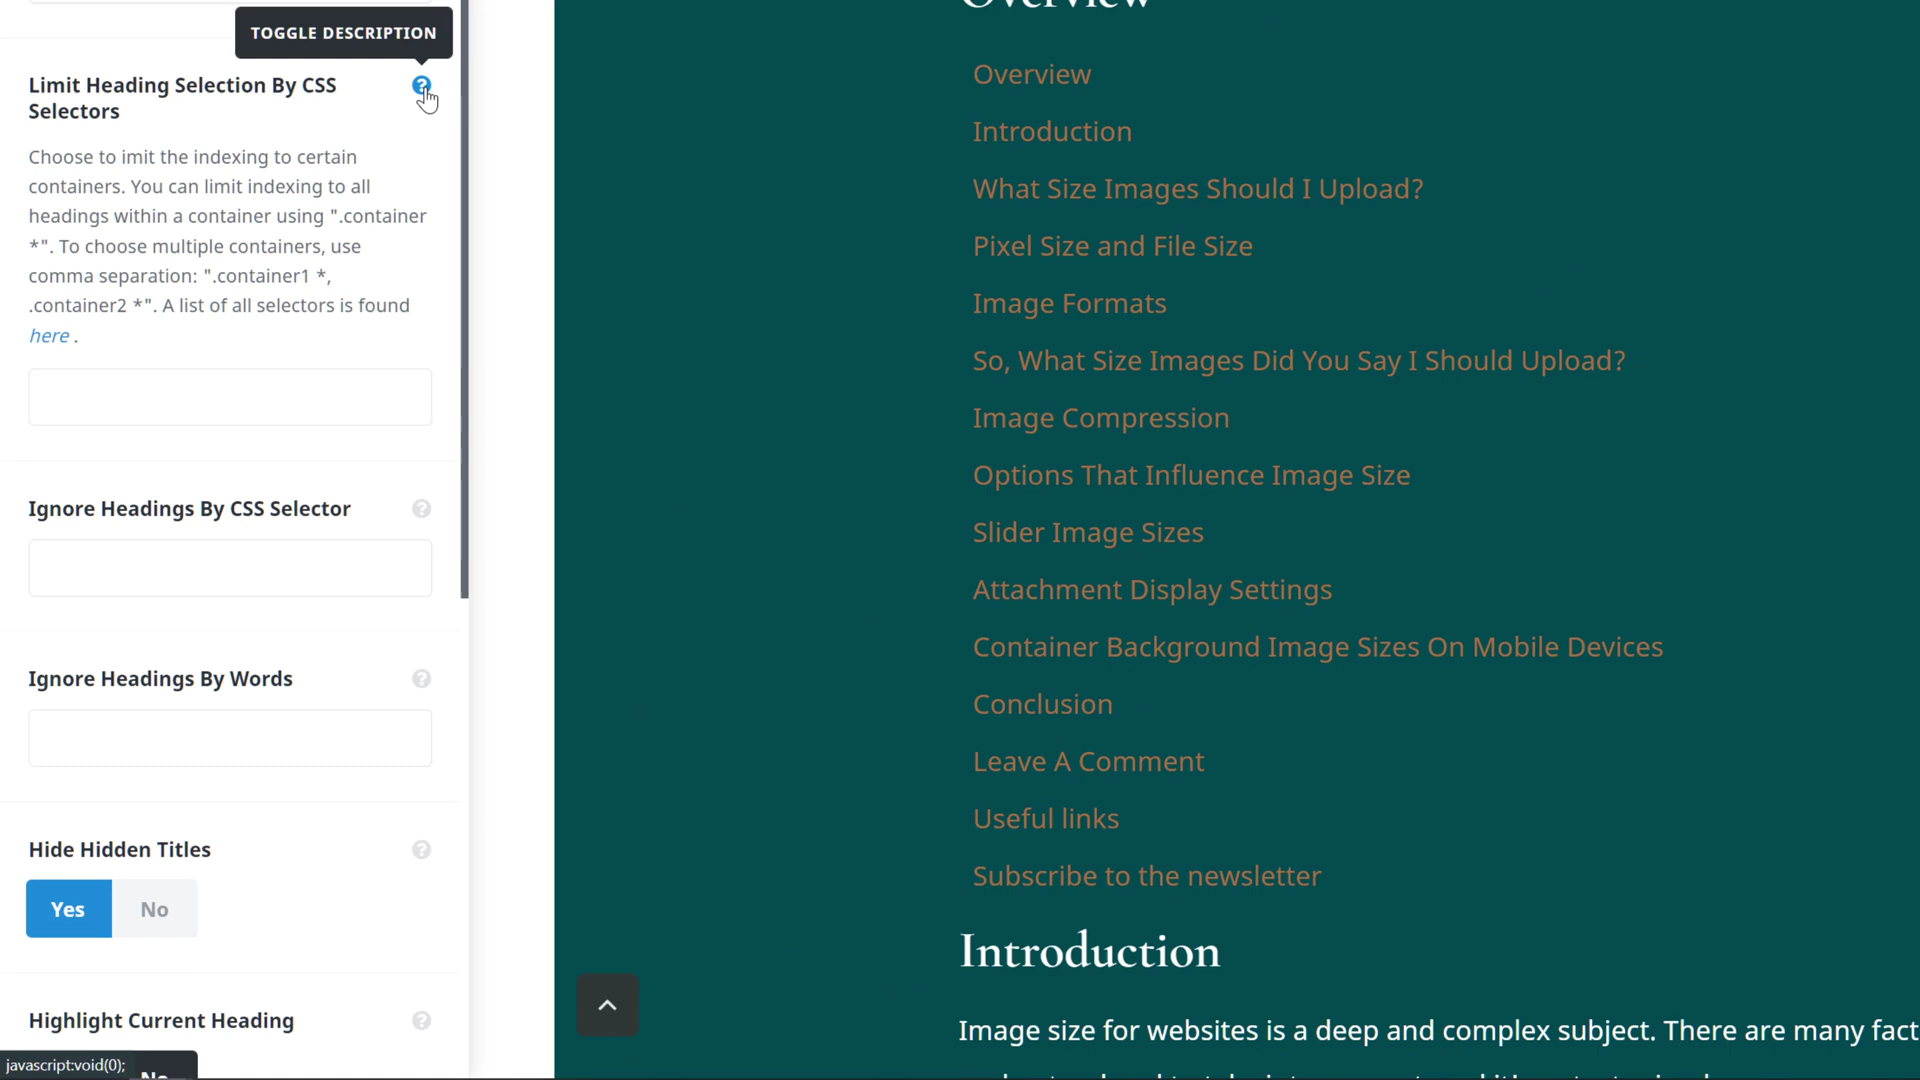 TOGGLE DESCRIPTION
Limit Heading Selection By CSS
Selectors
Choose to imit the indexing to certain
containers. You can limit indexing to all
headings within a container using ".container
*". To choose multiple containers, use
comma separation: ".container1 *,
.container2 *". A list of all selectors is found
here .
Ignore Headings By CSS Selector
Ignore Headings By Words
Hide Hidden Titles
Yes
No
Highlight Current Heading
javascript:void(0);
No
Overview
Overview
Introduction
What Size Images Should I Upload?
Pixel Size and File Size
Image Formats
So, What Size Images Did You Say I Should Upload?
Image Compression
Options That Influence Image Size
Slider Image Sizes
Attachment Display Settings
Container Background Image Sizes On Mobile Devices
Conclusion
Leave A Comment
Useful links
Subscribe to the newsletter
Introduction
Image size for websites is a deep and complex subject. There are many fact